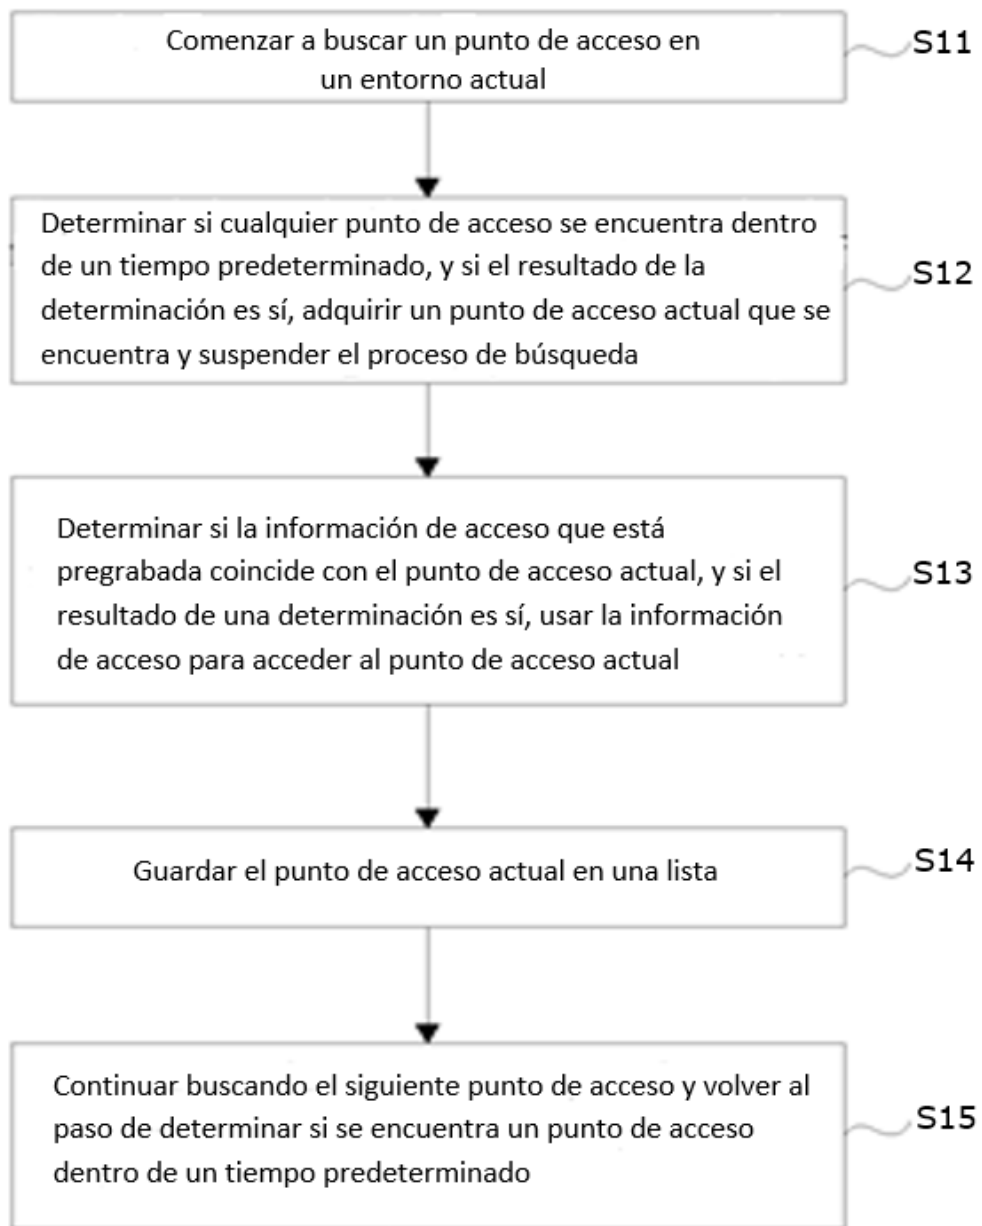 Comenzar a buscar un punto de acceso en
un entorno actual
S11
Determinar si cualquier punto de acceso se encuentra dentro
de un tiempo predeterminado, y si el resultado de la
determinación es sí, adquirir un punto de acceso actual que se
encuentra y suspender el proceso de búsqueda
S12
Determinar si la información de acceso que está
pregrabada coincide con el punto de acceso actual, y si el
resultado de una determinación es sí, usar la información
de acceso para acceder al punto de acceso actual
S13
Guardar el punto de acceso actual en una lista
S14
Continuar buscando el siguiente punto de acceso y volver al
paso de determinar si se encuentra un punto de acceso
dentro de un tiempo predeterminado
S15